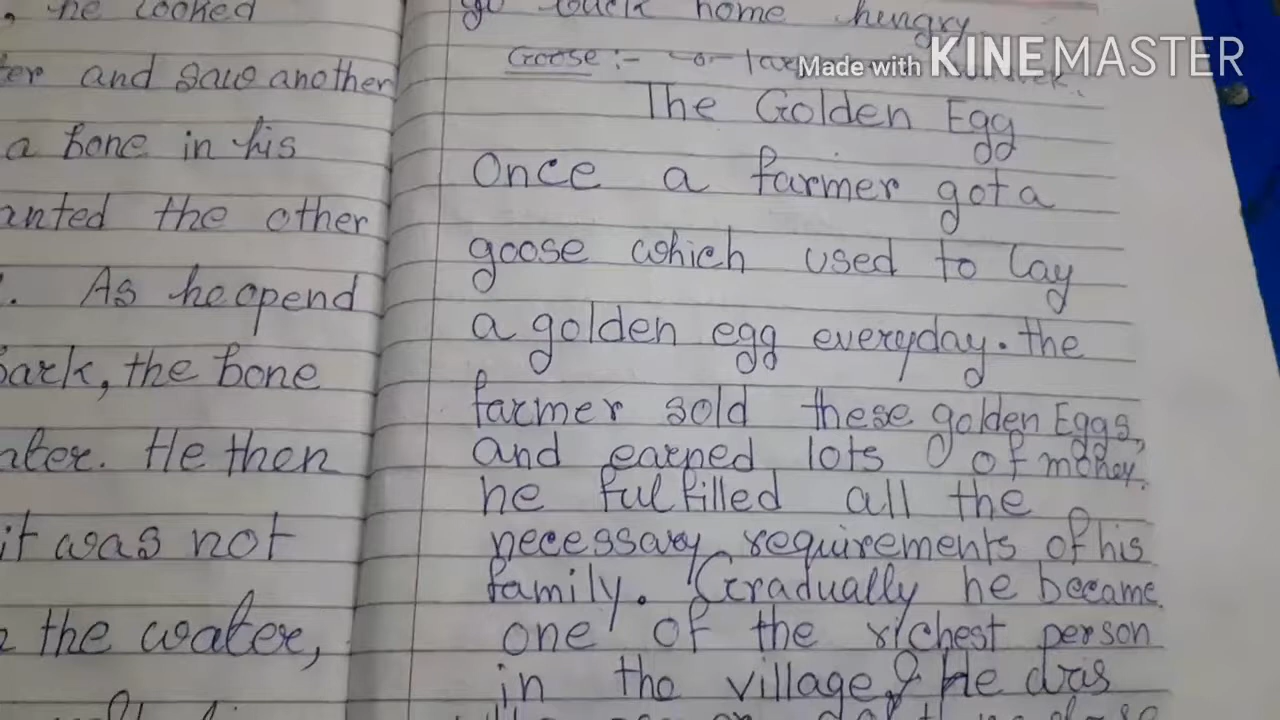 he looked
er and saw another
a bone in his
anted the other
. As he opend
bark, the bone
ater. He then
it was not
the water,
go back home hungry.
Goose :-
Made with KINEMASTER
The Golden Egg
Once a farmer got a
goose which used to lay
a golden egg everyday. the
farmer sold these golden Eggs,
and earned lots of money.
he fulfilled all the
necessary requirements of his
family. Gradually he became
one of the richest person
in the village & He was